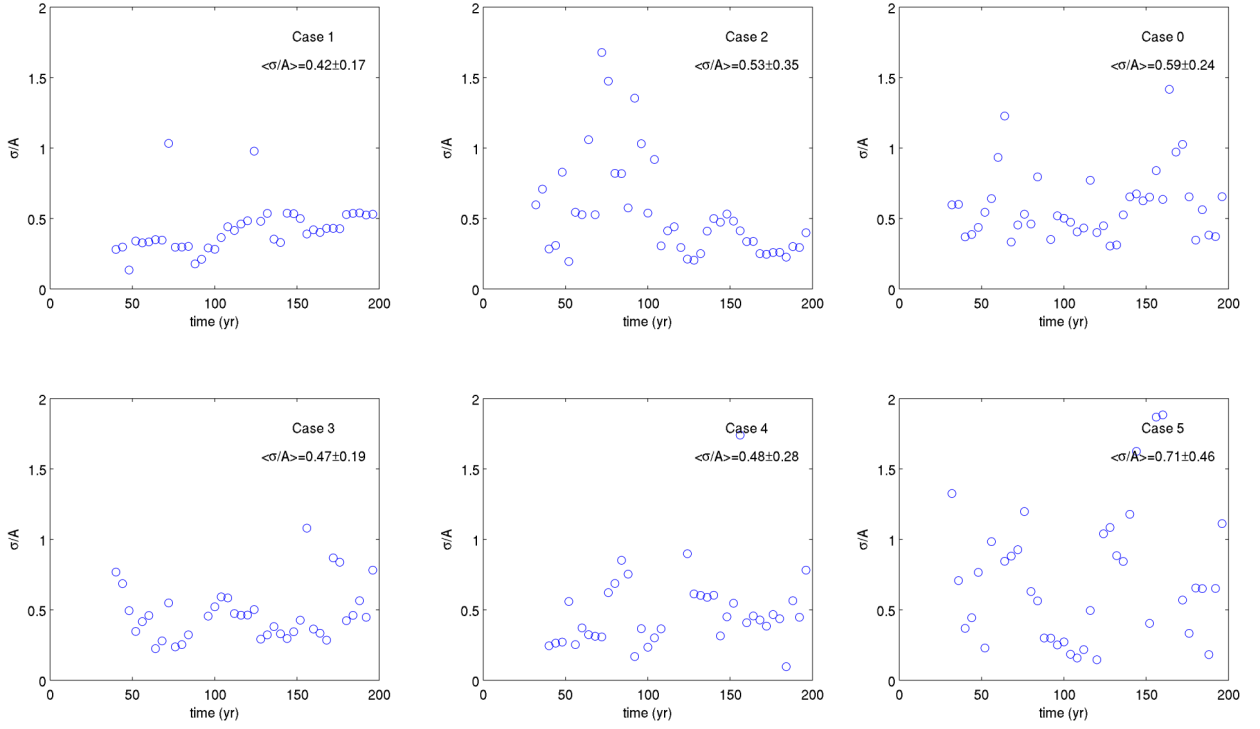 2
Case 1
<σ/A>=0.42±0.17
1.5
1
σ/A
0.5
0
0 50 100 150 200
time (yr)
2
Case 2
<σ/A>=0.53±0.35
1.5
1
σ/A
0.5
0
0 50 100 150 200
time (yr)
2
Case 0
<σ/A>=0.59±0.24
1.5
1
σ/A
0.5
0
0 50 100 150 200
time (yr)
2
Case 3
<σ/A>=0.47±0.19
1.5
1
σ/A
0.5
0
0 50 100 150 200
time (yr)
2
Case 4
<σ/A>=0.48±0.28
1.5
1
σ/A
0.5
0
0 50 100 150 200
time (yr)
2
Case 5
<σ/A>=0.71±0.46
1.5
1
σ/A
0.5
0
0 50 100 150 200
time (yr)